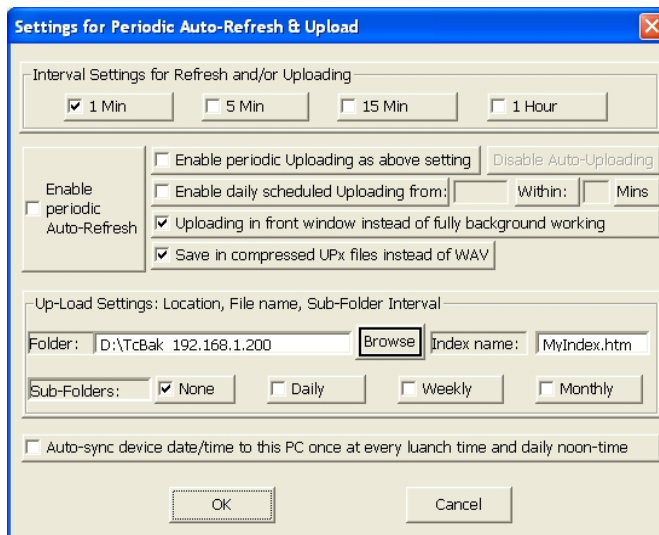 Settings for Periodic Auto-Refresh & Upload
Interval Settings for Refresh and/or Uploading
1 Min 5 Min 15 Min 1 Hour
Enable periodic Auto-Refresh
Enable periodic Uploading as above setting Disable Auto-Uploading
Enable daily scheduled Uploading from: Within: Mins
Uploading in front window instead of fully background working
Save in compressed UPx files instead of WAV
Up-Load Settings: Location, File name, Sub-Folder Interval
Folder: D:\TcBak 192.168.1.200 Browse Index name: MyIndex.htm
Sub-Folders: None Daily Weekly Monthly
Auto-sync device date/time to this PC once at every luanch time and daily noon-time
OK Cancel